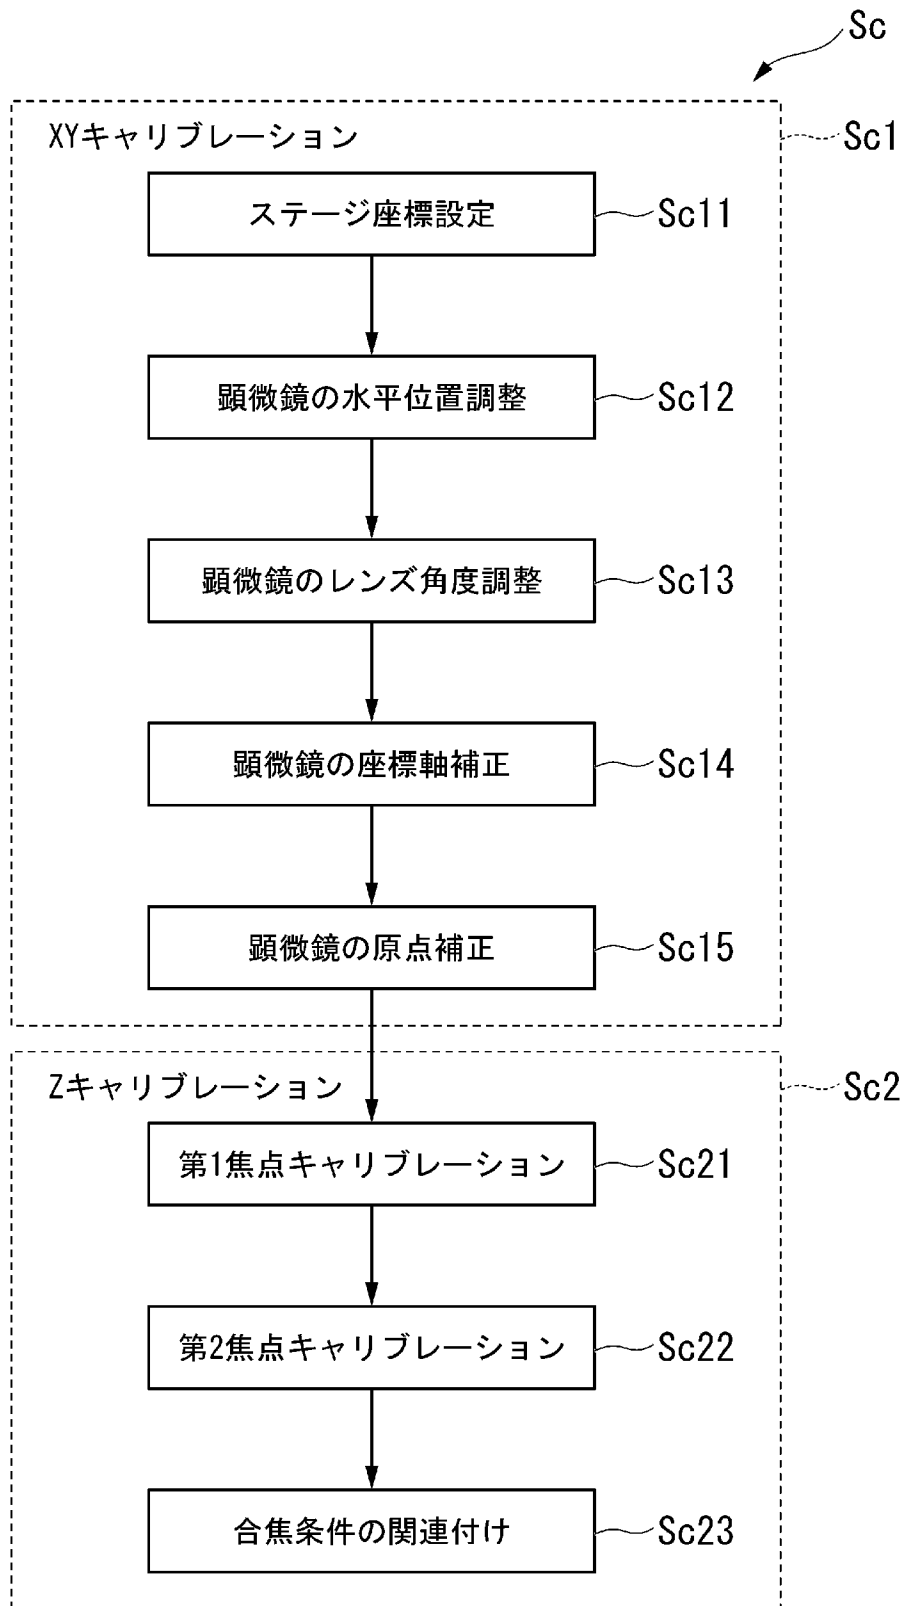 Sc
XYキャリブレーション
Sc1
ステージ座標設定
Sc11
顕微鏡の水平位置調整
Sc12
顕微鏡のレンズ角度調整
Sc13
顕微鏡の座標軸補正
Sc14
顕微鏡の原点補正
Sc15
Zキャリブレーション
Sc2
第1焦点キャリブレーション
Sc21
第2焦点キャリブレーション
Sc22
合焦条件の関連付け
Sc23